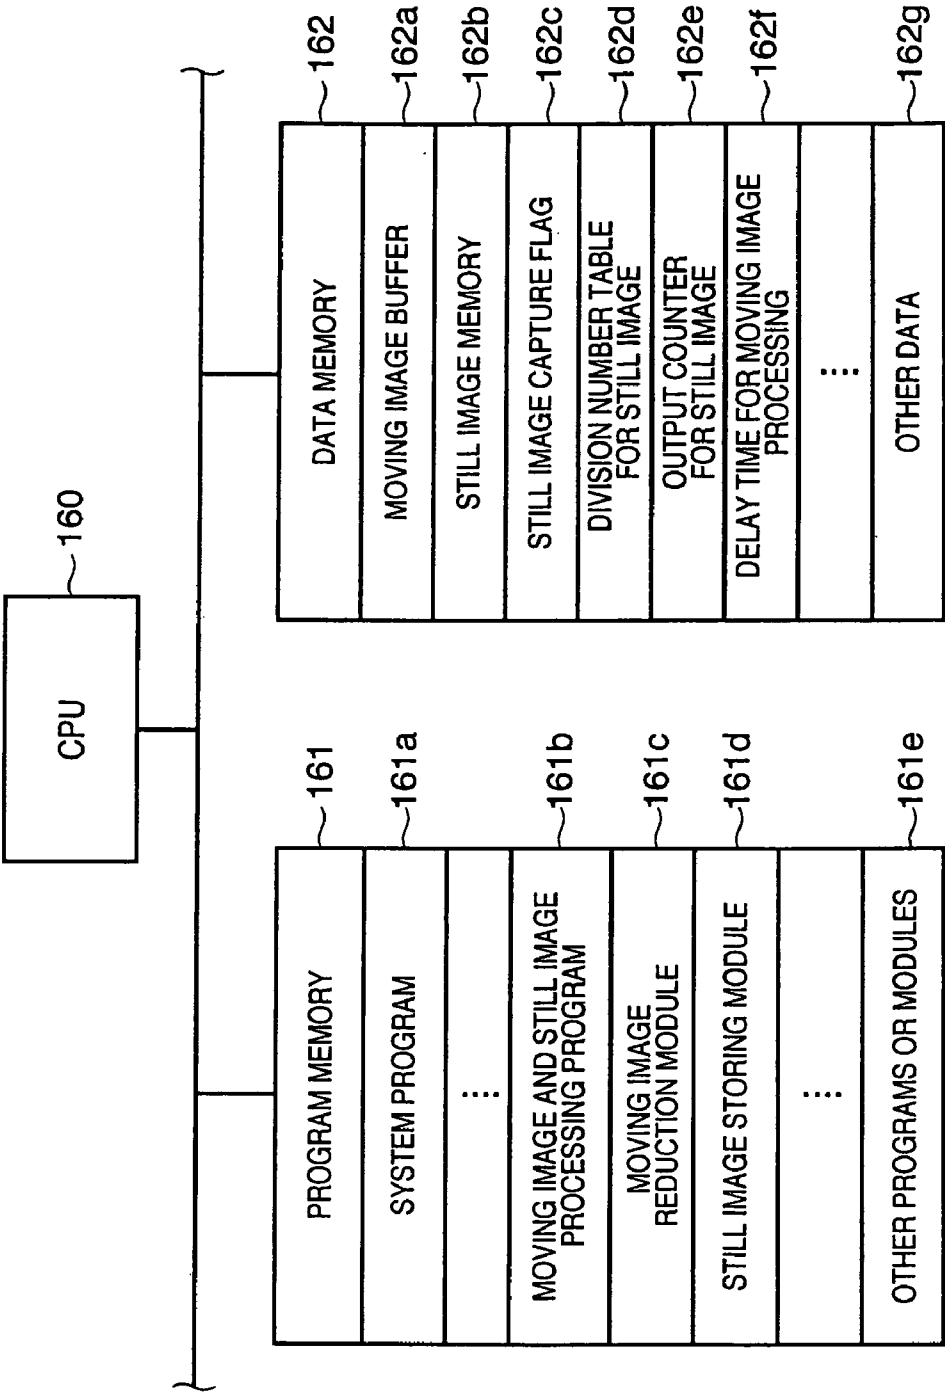 CPU
160
PROGRAM MEMORY
161
SYSTEM PROGRAM
161a
MOVING IMAGE AND STILL IMAGE
PROCESSING PROGRAM
161b
MOVING IMAGE
REDUCTION MODULE
161c
STILL IMAGE STORING MODULE
161d
OTHER PROGRAMS OR MODULES
161e
DATA MEMORY
162
MOVING IMAGE BUFFER
162a
STILL IMAGE MEMORY
162b
STILL IMAGE CAPTURE FLAG
162c
DIVISION NUMBER TABLE
FOR STILL IMAGE
162d
OUTPUT COUNTER
FOR STILL IMAGE
162e
DELAY TIME FOR MOVING IMAGE
PROCESSING
162f
OTHER DATA
162g